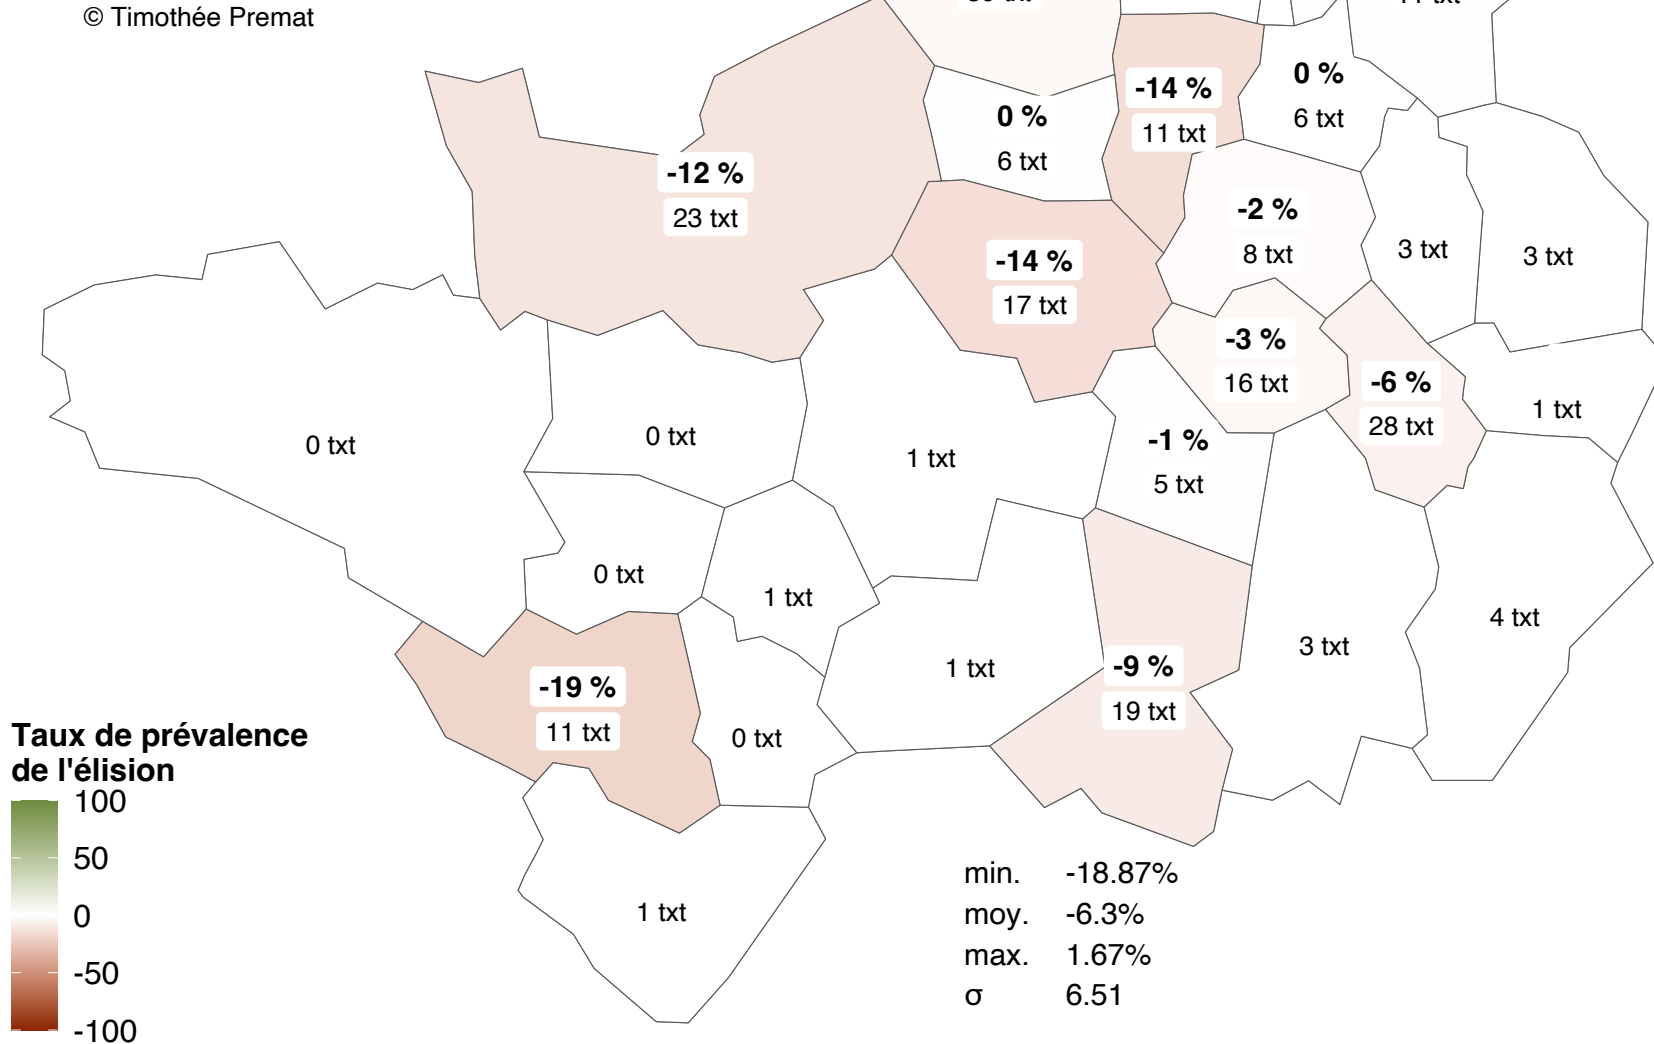 © Timothée Premat
-14 %
11 txt
0 %
6 txt
0 %
6 txt
-12 %
23 txt
-2 %
8 txt
3 txt
3 txt
-14 %
17 txt
-3 %
16 txt
-6 %
28 txt
1 txt
0 txt
0 txt
1 txt
-1 %
5 txt
0 txt
1 txt
4 txt
3 txt
1 txt
-9 %
19 txt
-19 %
11 txt
0 txt
1 txt
Taux de prévalence
de l'élision
100
50
0
-50
-100
min. -18.87%
moy. -6.3%
max. 1.67%
σ 6.51